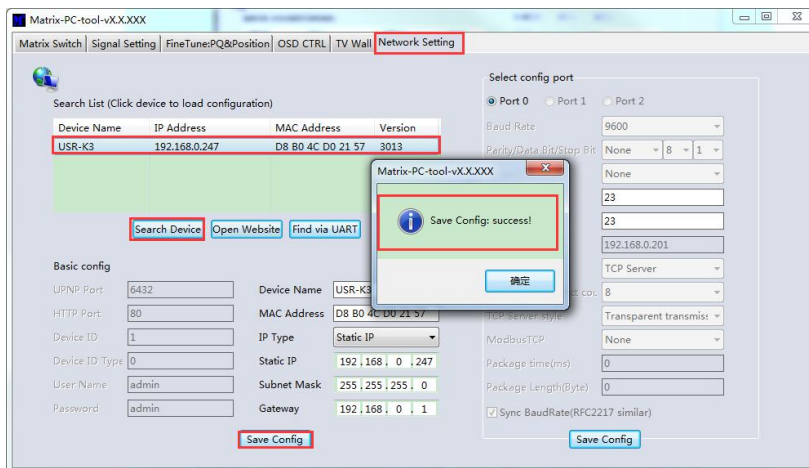 Matrix-PC-tool-vX.X.XXX
Matrix Switch Signal Setting FineTune:PQ&Position OSD CTRL TV Wall Network Setting
Search List (Click device to load configuration)
Device Name IP Address MAC Address Version
USR-K3 192.168.0.247 D8 B0 4C D0 21 57 3013
Search Device Open Website Find via UART
Basic config
UPNP Port 6432
HTTP Port 80
Device ID 1
Device ID Type 0
User Name admin
Password admin
Device Name USR-K3
MAC Address D8 B0 4C D0 21 57
IP Type Static IP
Static IP 192 . 168 . 0 . 247
Subnet Mask 255 . 255 . 255 . 0
Gateway 192 . 168 . 0 . 1
Save Config
Matrix-PC-tool-vX.X.XXX
Save Config: success!
确定
Select config port
Port 0 Port 1 Port 2
Baud Rate 9600
Parity/Data Bit/Stop Bit None 8 1
None
23
23
192.168.0.201
TCP Server
8
TCP Server style Transparent transmis:
ModbusTCP None
Package time(ms) 0
Package Length(Byte) 0
Sync BaudRate(RFC2217 similar)
Save Config